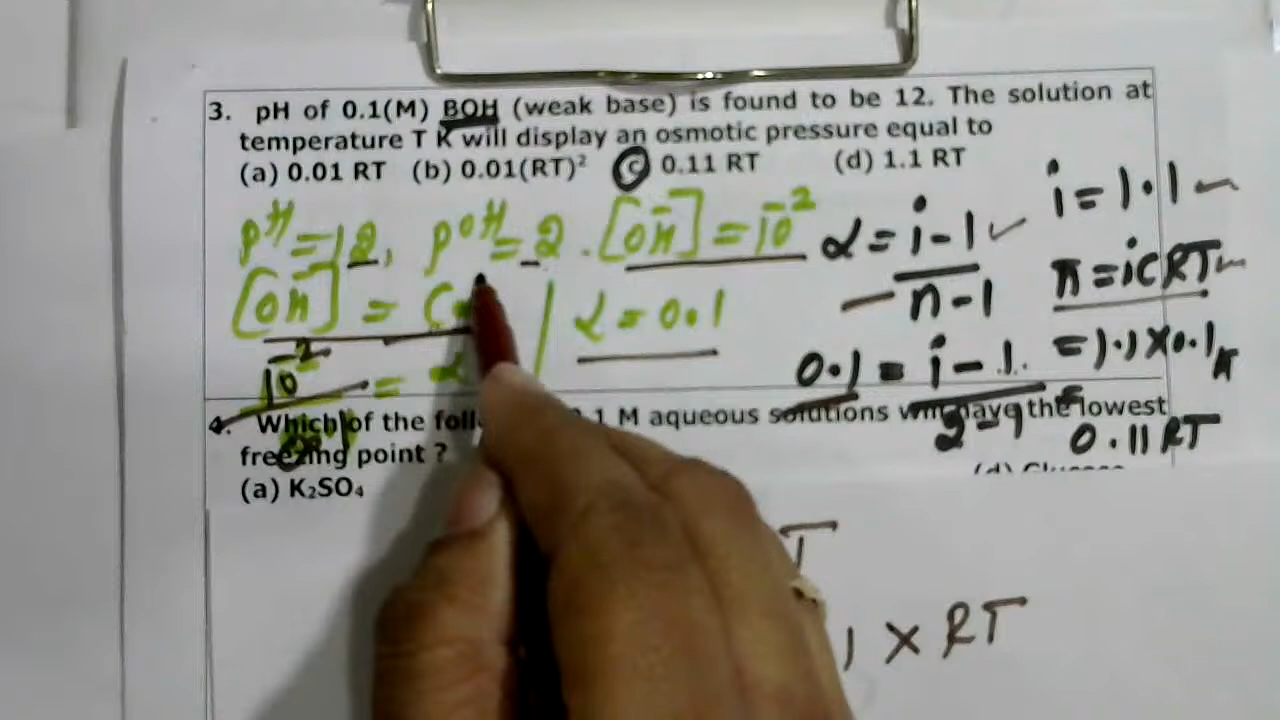 3. pH of 0.1(M) BOH (weak base) is found to be 12. The solution at
temperature T K will display an osmotic pressure equal to
(a) 0.01 RT (b) 0.01(RT)² (c) 0.11 RT (d) 1.1 RT
pH = 12, pOH = 2 . [OH̄] = 10⁻²
[OH̄] = C
10⁻² = α
α = 0.1
α = i - 1 / n - 1
0.1 = i - 1 / 2 - 1
i = 1.1
π = iCRT
= 1.1 × 0.1
= 0.11 RT
4. Which of the 1 M aqueous solutions will have the lowest
freezing point ?
(a) K₂SO₄
× RT